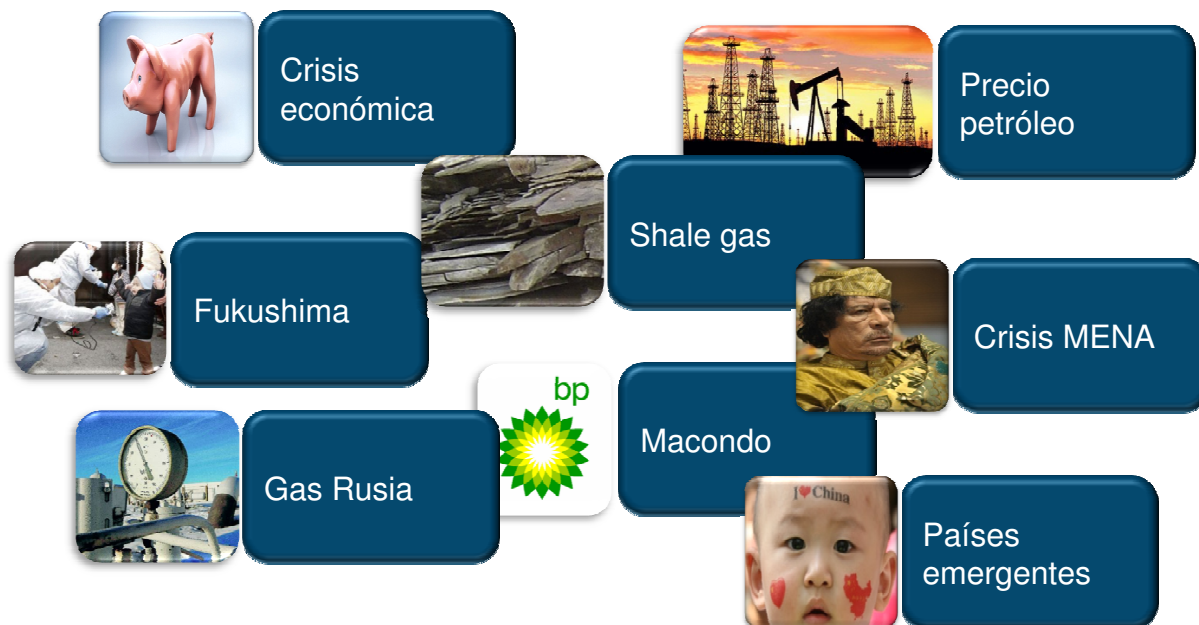 Crisis
económica
Precio
petróleo
Shale gas
Fukushima
Crisis MENA
bp
Macondo
Gas Rusia
I ♥ China
Países
emergentes